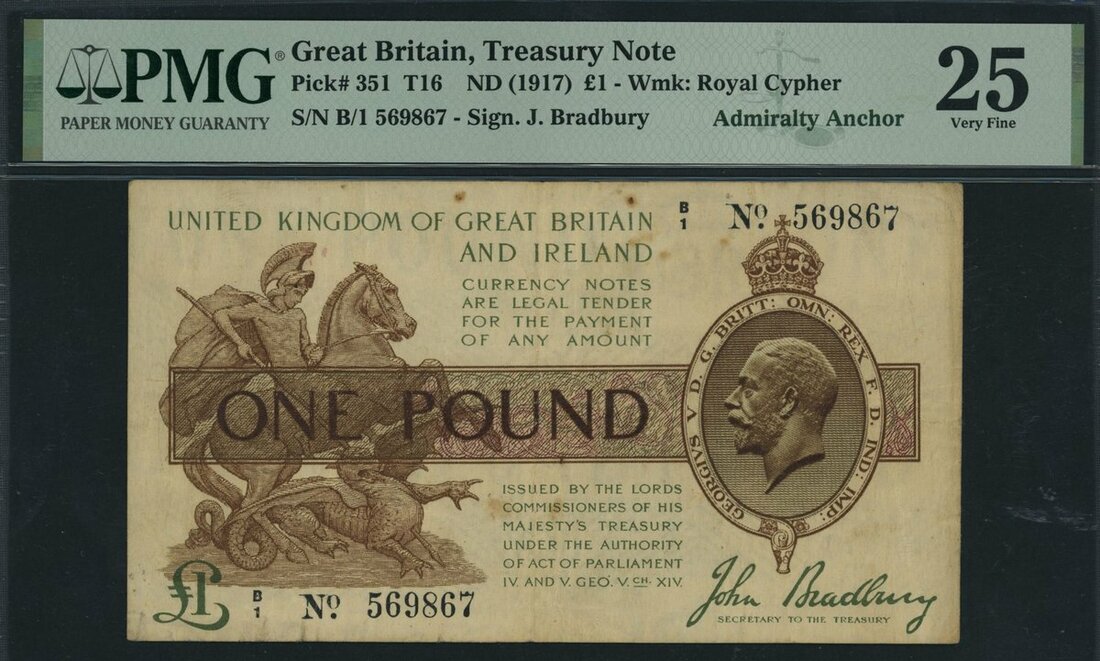 PMG®
PAPER MONEY GUARANTY
Great Britain, Treasury Note
Pick# 351 T16 ND (1917) £1 - Wmk: Royal Cypher
S/N B/1 569867 - Sign. J. Bradbury Admiralty Anchor
25
Very Fine
UNITED KINGDOM OF GREAT BRITAIN
AND IRELAND
B/1 No 569867
CURRENCY NOTES
ARE LEGAL TENDER
FOR THE PAYMENT
OF ANY AMOUNT
ONE POUND
GEORGIVS V D. G. BRITT: OMN: REX F. D. IND: IMP:
ISSUED BY THE LORDS
COMMISSIONERS OF HIS
MAJESTY'S TREASURY
UNDER THE AUTHORITY
OF ACT OF PARLIAMENT
IV. AND V. GEO. V. CH. XIV.
£1
B/1 No 569867
John Bradbury
SECRETARY TO THE TREASURY